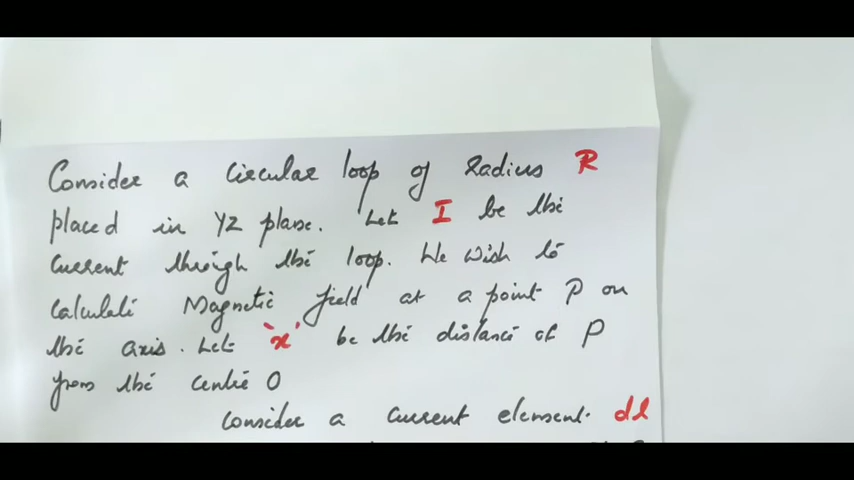 Consider a circular loop of radius R
placed in YZ plane. Let I be the
current through the loop. We wish to
calculate Magnetic field at a point P on
the axis. Let 'x' be the distance of P
from the centre O
Consider a current element dl